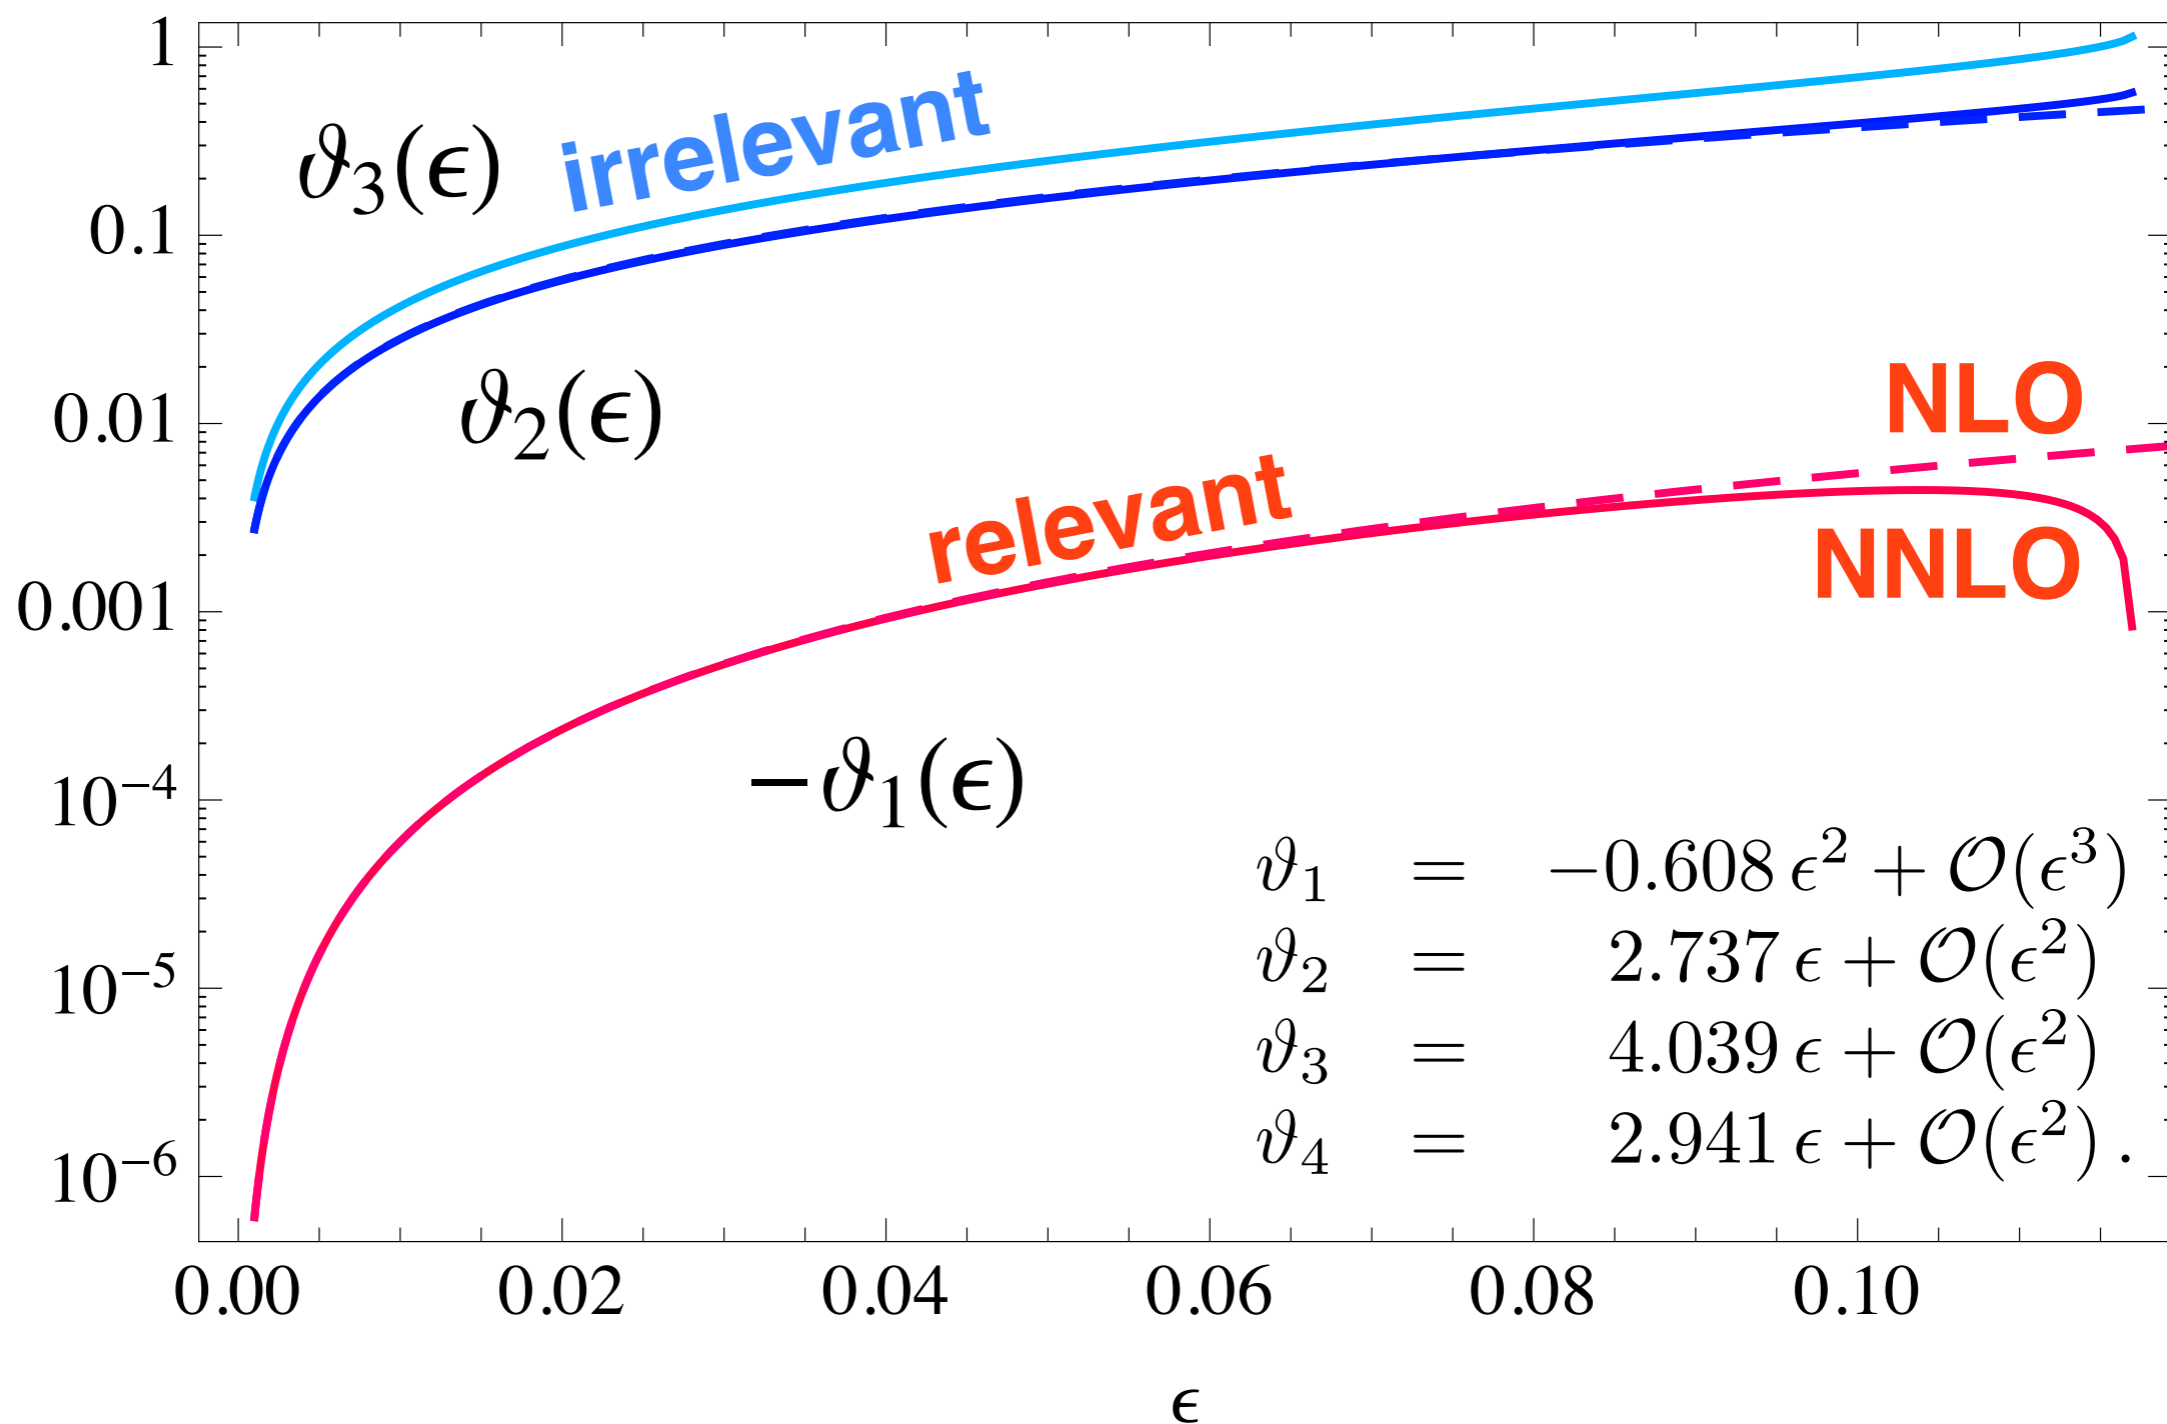 1
ϑ₃(ϵ)
irrelevant
0.1
ϑ₂(ϵ)
0.01
NLO
relevant
NNLO
0.001
−ϑ₁(ϵ)
10⁻⁴
ϑ₁ = −0.608 ϵ² + 𝒪(ϵ³)
ϑ₂ = 2.737 ϵ + 𝒪(ϵ²)
10⁻⁵
ϑ₃ = 4.039 ϵ + 𝒪(ϵ²)
ϑ₄ = 2.941 ϵ + 𝒪(ϵ²) .
10⁻⁶
0.00 0.02 0.04 0.06 0.08 0.10
ϵ